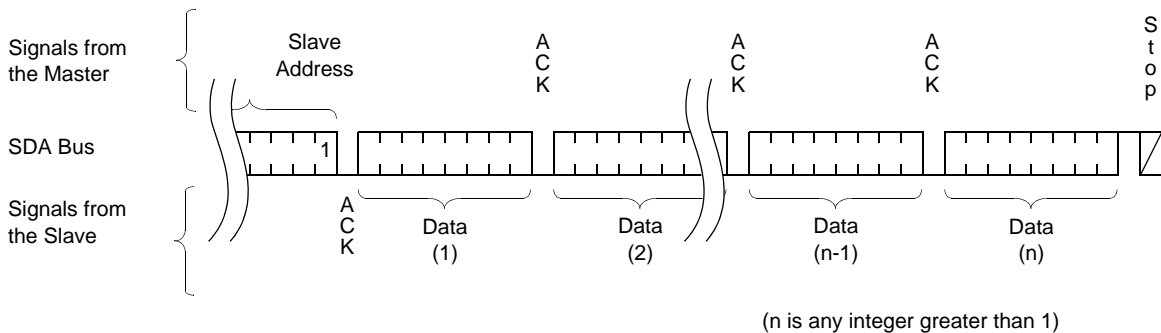 Signals from
the Master
Slave
Address
A
C
K
A
C
K
A
C
K
S
t
o
p
SDA Bus
1
Signals from
the Slave
A
C
K
Data
(1)
Data
(2)
Data
(n-1)
Data
(n)
(n is any integer greater than 1)